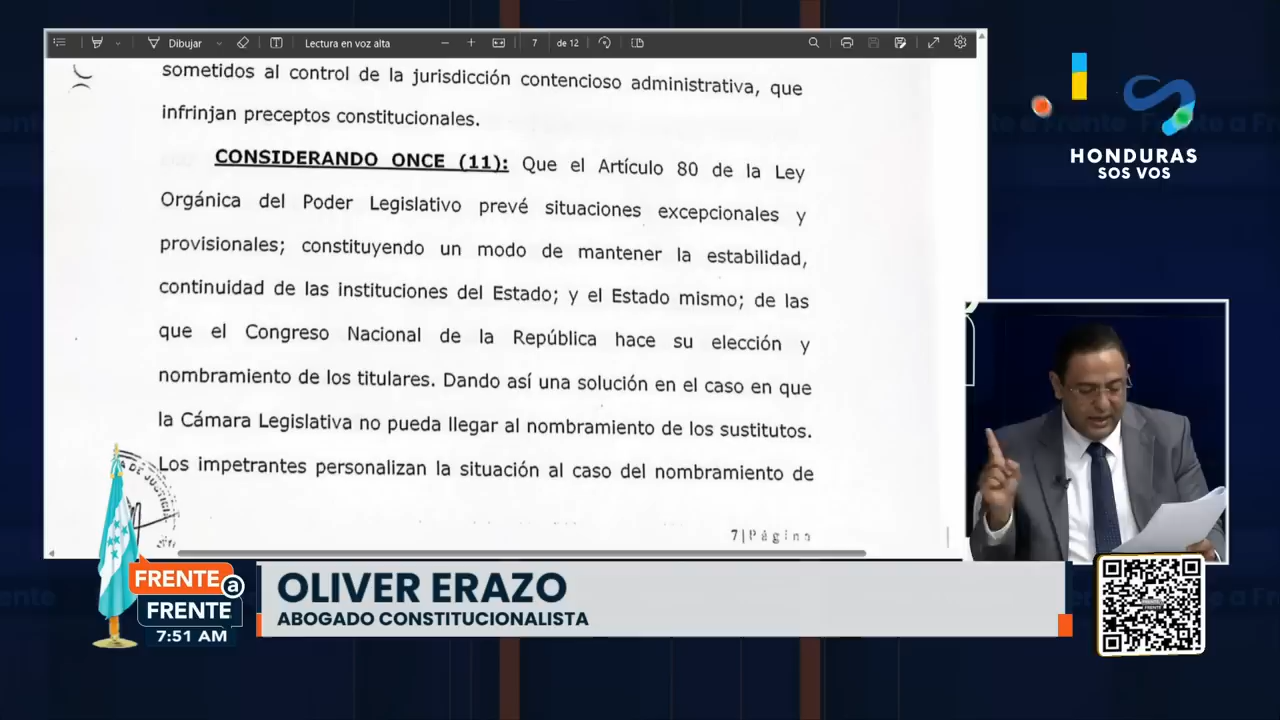 Dibujar
Lectura en voz alta
7
de 12
sometidos al control de la jurisdicción contencioso administrativa, que
infrinjan preceptos constitucionales.
CONSIDERANDO ONCE (11): Que el Artículo 80 de la Ley
Orgánica del Poder Legislativo prevé situaciones excepcionales y
provisionales; constituyendo un modo de mantener la estabilidad,
continuidad de las instituciones del Estado; y el Estado mismo; de las
que el Congreso Nacional de la República hace su elección y
nombramiento de los titulares. Dando así una solución en el caso en que
la Cámara Legislativa no pueda llegar al nombramiento de los sustitutos.
Los impetrantes personalizan la situación al caso del nombramiento de
7|Página
HONDURAS
SOS VOS
FRENTE a
FRENTE
7:51 AM
OLIVER ERAZO
ABOGADO CONSTITUCIONALISTA